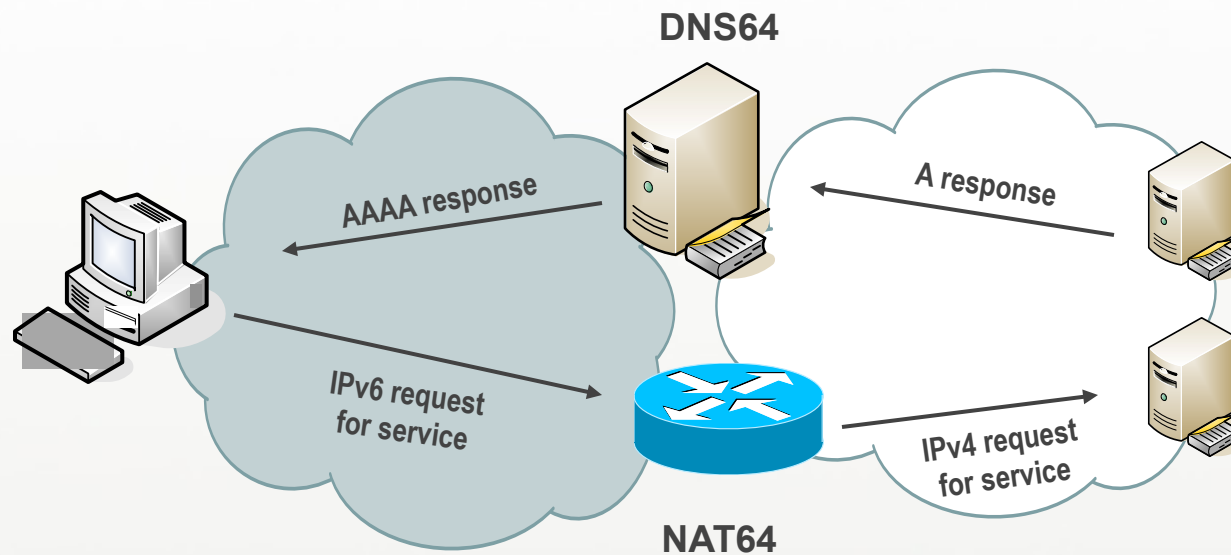 DNS64
AAAA response
A response
IPv6 request
for service
IPv4 request
for service
NAT64